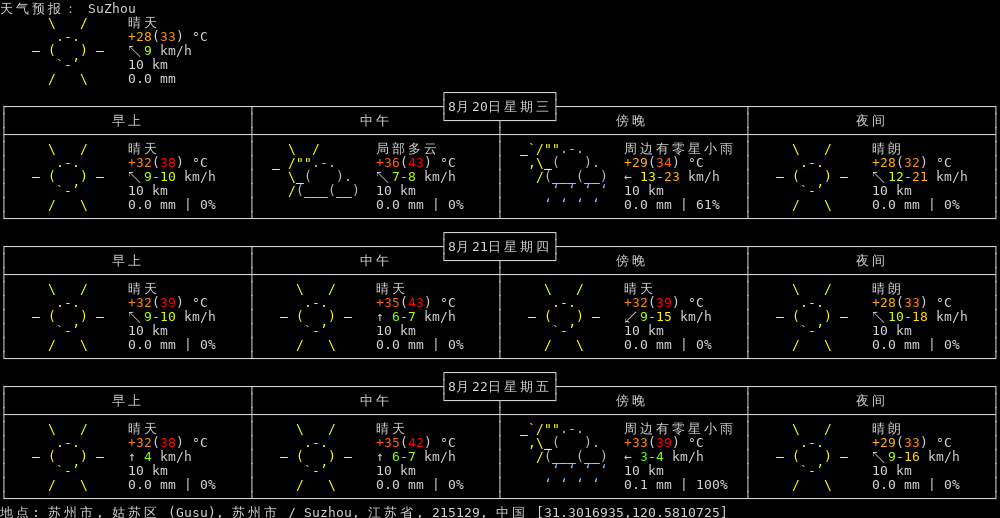 天气预报: SuZhou
晴天
+28(33) °C
↖ 9 km/h
10 km
0.0 mm
8月20日星期三
早上 中午 傍晚 夜间
晴天 局部多云 周边有零星小雨 晴朗
+32(38) °C +36(43) °C +29(34) °C +28(32) °C
↖ 9-10 km/h ↖ 7-8 km/h ← 13-23 km/h ↖ 12-21 km/h
10 km 10 km 10 km 10 km
0.0 mm | 0% 0.0 mm | 0% 0.0 mm | 61% 0.0 mm | 0%
8月21日星期四
早上 中午 傍晚 夜间
晴天 晴天 晴天 晴朗
+32(39) °C +35(43) °C +32(39) °C +28(33) °C
↖ 9-10 km/h ↑ 6-7 km/h ↙ 9-15 km/h ↖ 10-18 km/h
10 km 10 km 10 km 10 km
0.0 mm | 0% 0.0 mm | 0% 0.0 mm | 0% 0.0 mm | 0%
8月22日星期五
早上 中午 傍晚 夜间
晴天 晴天 周边有零星小雨 晴朗
+32(38) °C +35(42) °C +33(39) °C +29(33) °C
↑ 4 km/h ↑ 6-7 km/h ← 3-4 km/h ↖ 9-16 km/h
10 km 10 km 10 km 10 km
0.0 mm | 0% 0.0 mm | 0% 0.1 mm | 100% 0.0 mm | 0%
地点: 苏州市, 姑苏区 (Gusu), 苏州市 / Suzhou, 江苏省, 215129, 中国 [31.3016935,120.5810725]